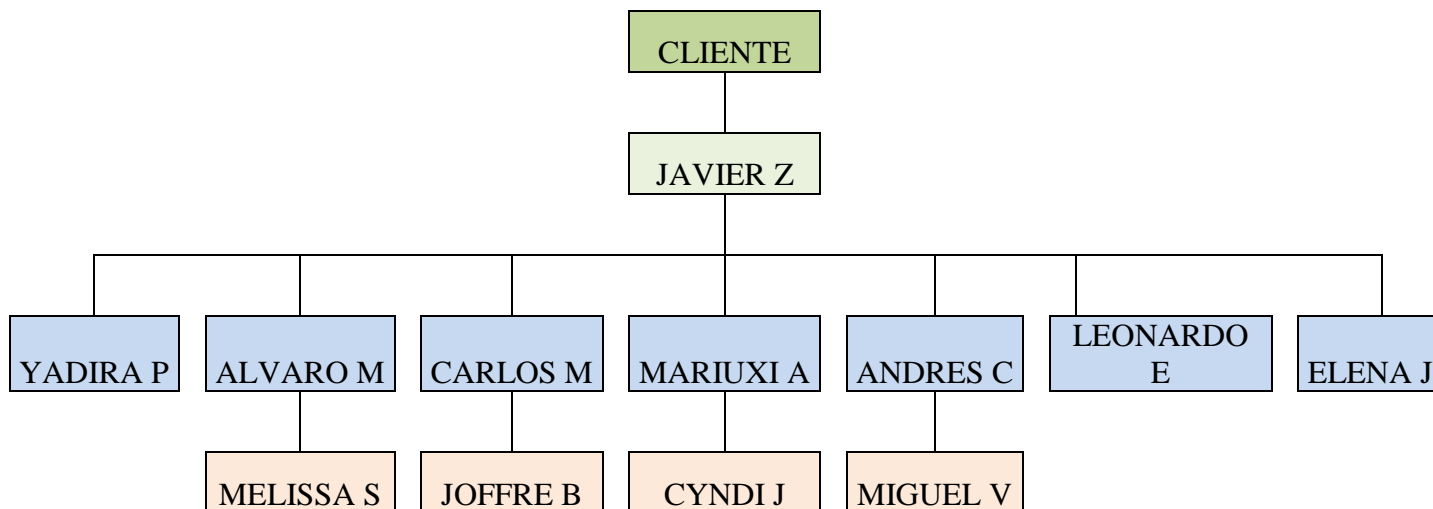 CLIENTE
JAVIER Z
YADIRA P
ALVARO M
CARLOS M
MARIUXI A
ANDRES C
LEONARDO
E
ELENA J
MELISSA S
JOFFRE B
CYNDI J
MIGUEL V